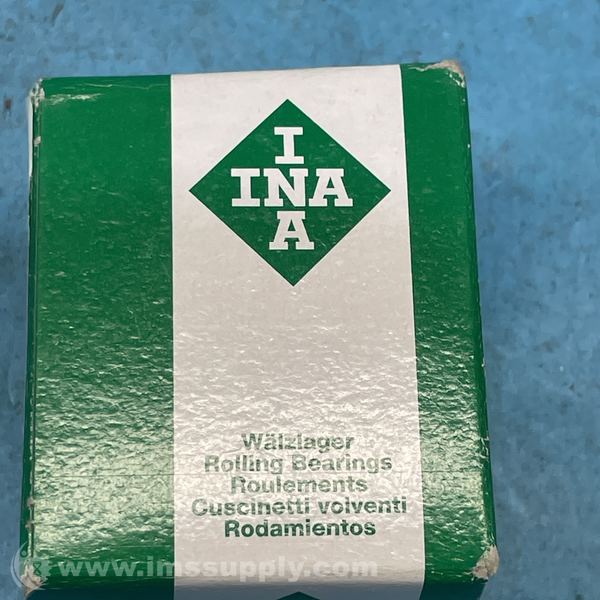 I
INA
A
Wälzlager
Rolling Bearings
Roulements
Cuscinetti volventi
Rodamientos
www.imssupply.com